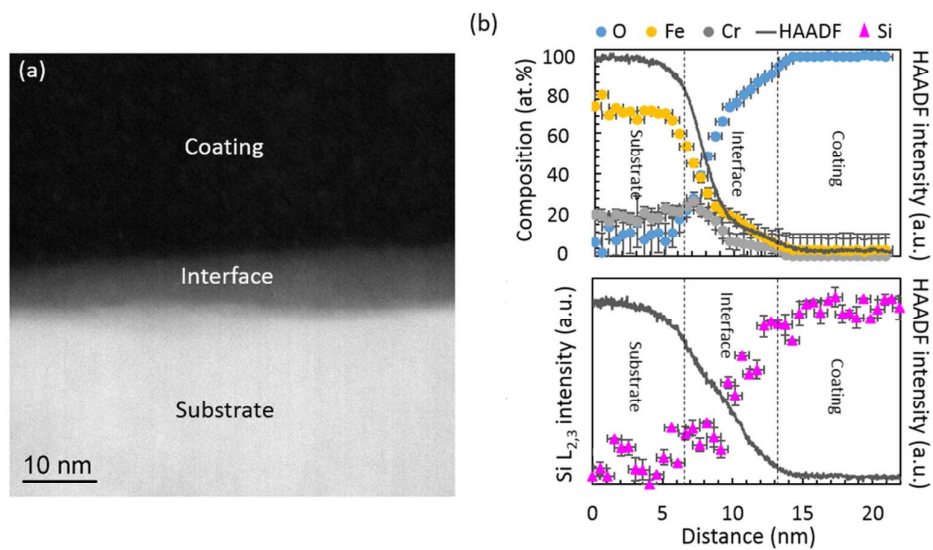 (a)
Coating
Interface
Substrate
10 nm
(b)
O Fe Cr HAADF Si
Composition (at.%)
100
80
60
40
20
0
Substrate
Interface
Coating
HAADF intensity (a.u.)
Si L2,3 intensity (a.u.)
Substrate
Interface
Coating
HAADF intensity (a.u.)
0 5 10 15 20
Distance (nm)